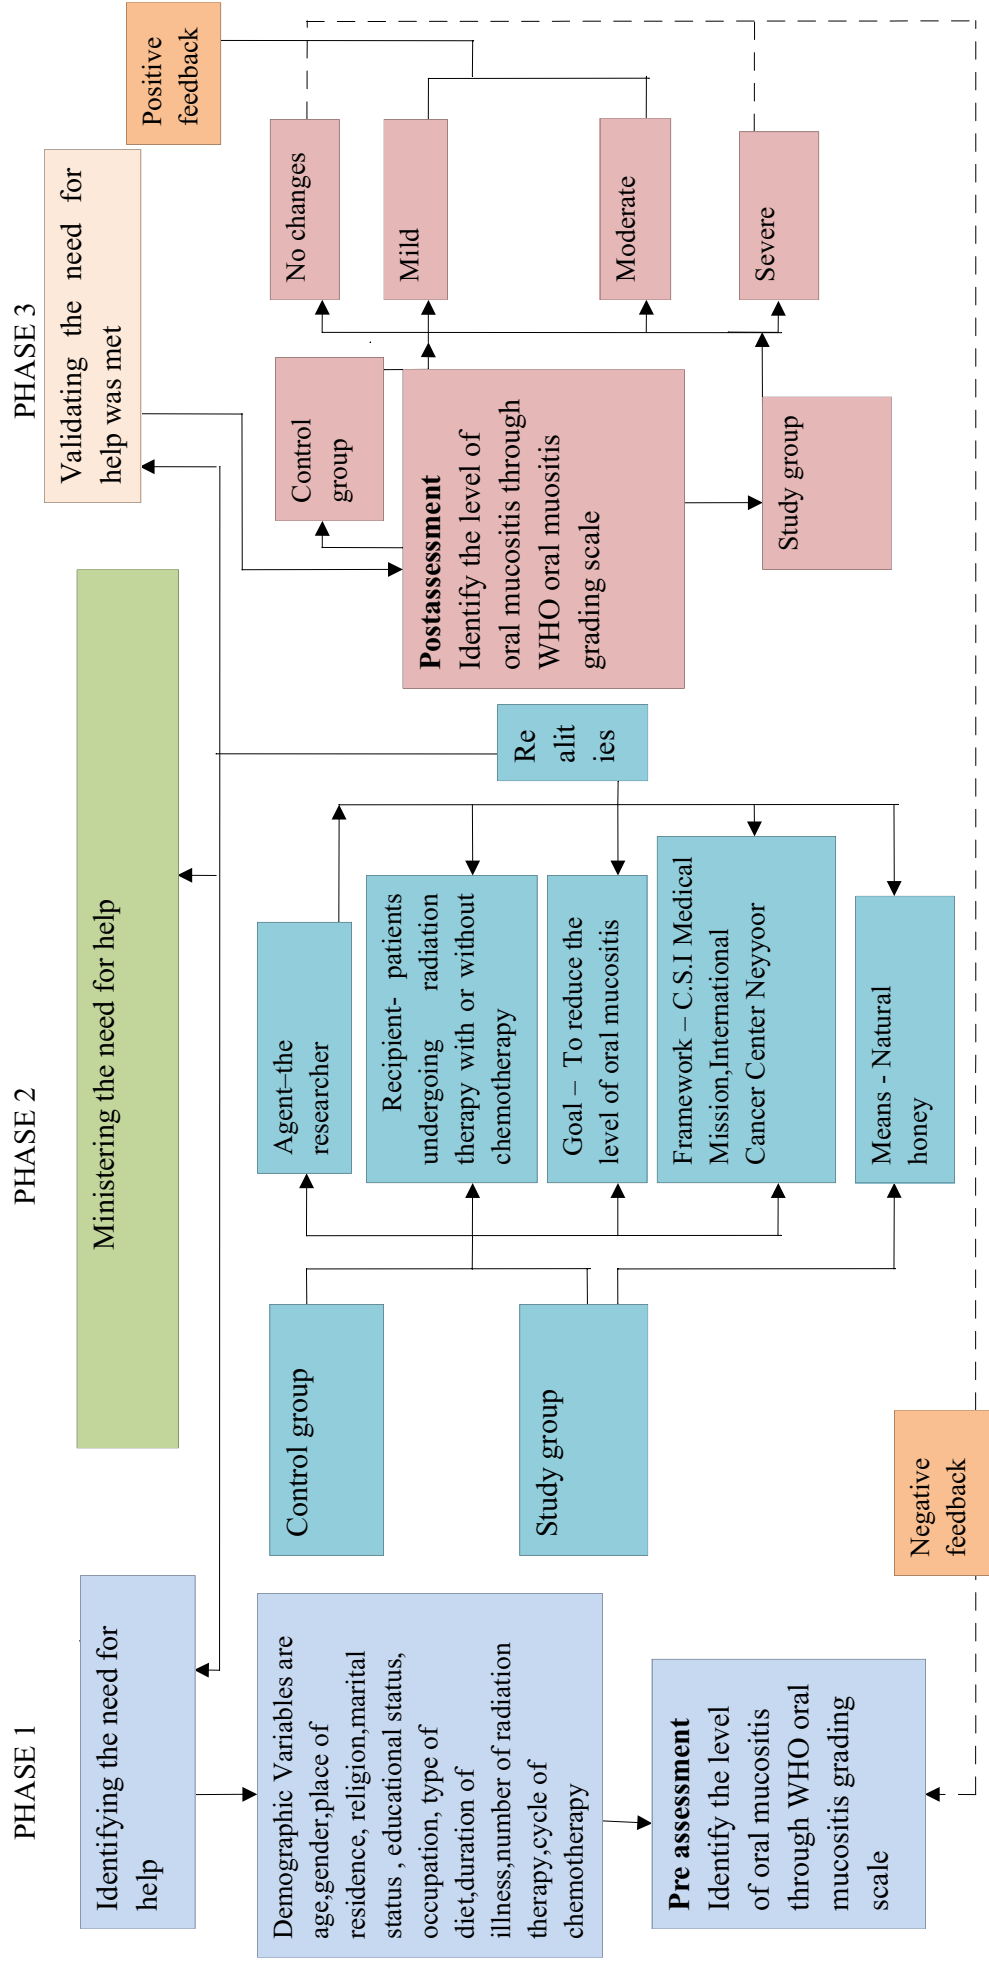 PHASE 1
Identifying the need for
help
Demographic Variables are
age,gender,place of
residence, religion,marital
status , educational status,
occupation, type of
diet,duration of
illness,number of radiation
therapy,cycle of
chemotherapy
Pre assessment
Identify the level
of oral mucositis
through WHO oral
mucositis grading
scale
Negative
feedback
PHASE 2
Ministering the need for help
Control group
Study group
Agent–the
researcher
Recipient- patients
undergoing radiation
therapy with or without
chemotherapy
Goal – To reduce the
level of oral mucositis
Framework – C.S.I Medical
Mission,International
Cancer Center Neyyoor
Means - Natural
honey
Re
alit
ies
PHASE 3
Validating the need for
help was met
Control
group
Postassessment
Identify the level of
oral mucositis through
WHO oral muositis
grading scale
Study group
No changes
Mild
Moderate
Severe
Positive
feedback